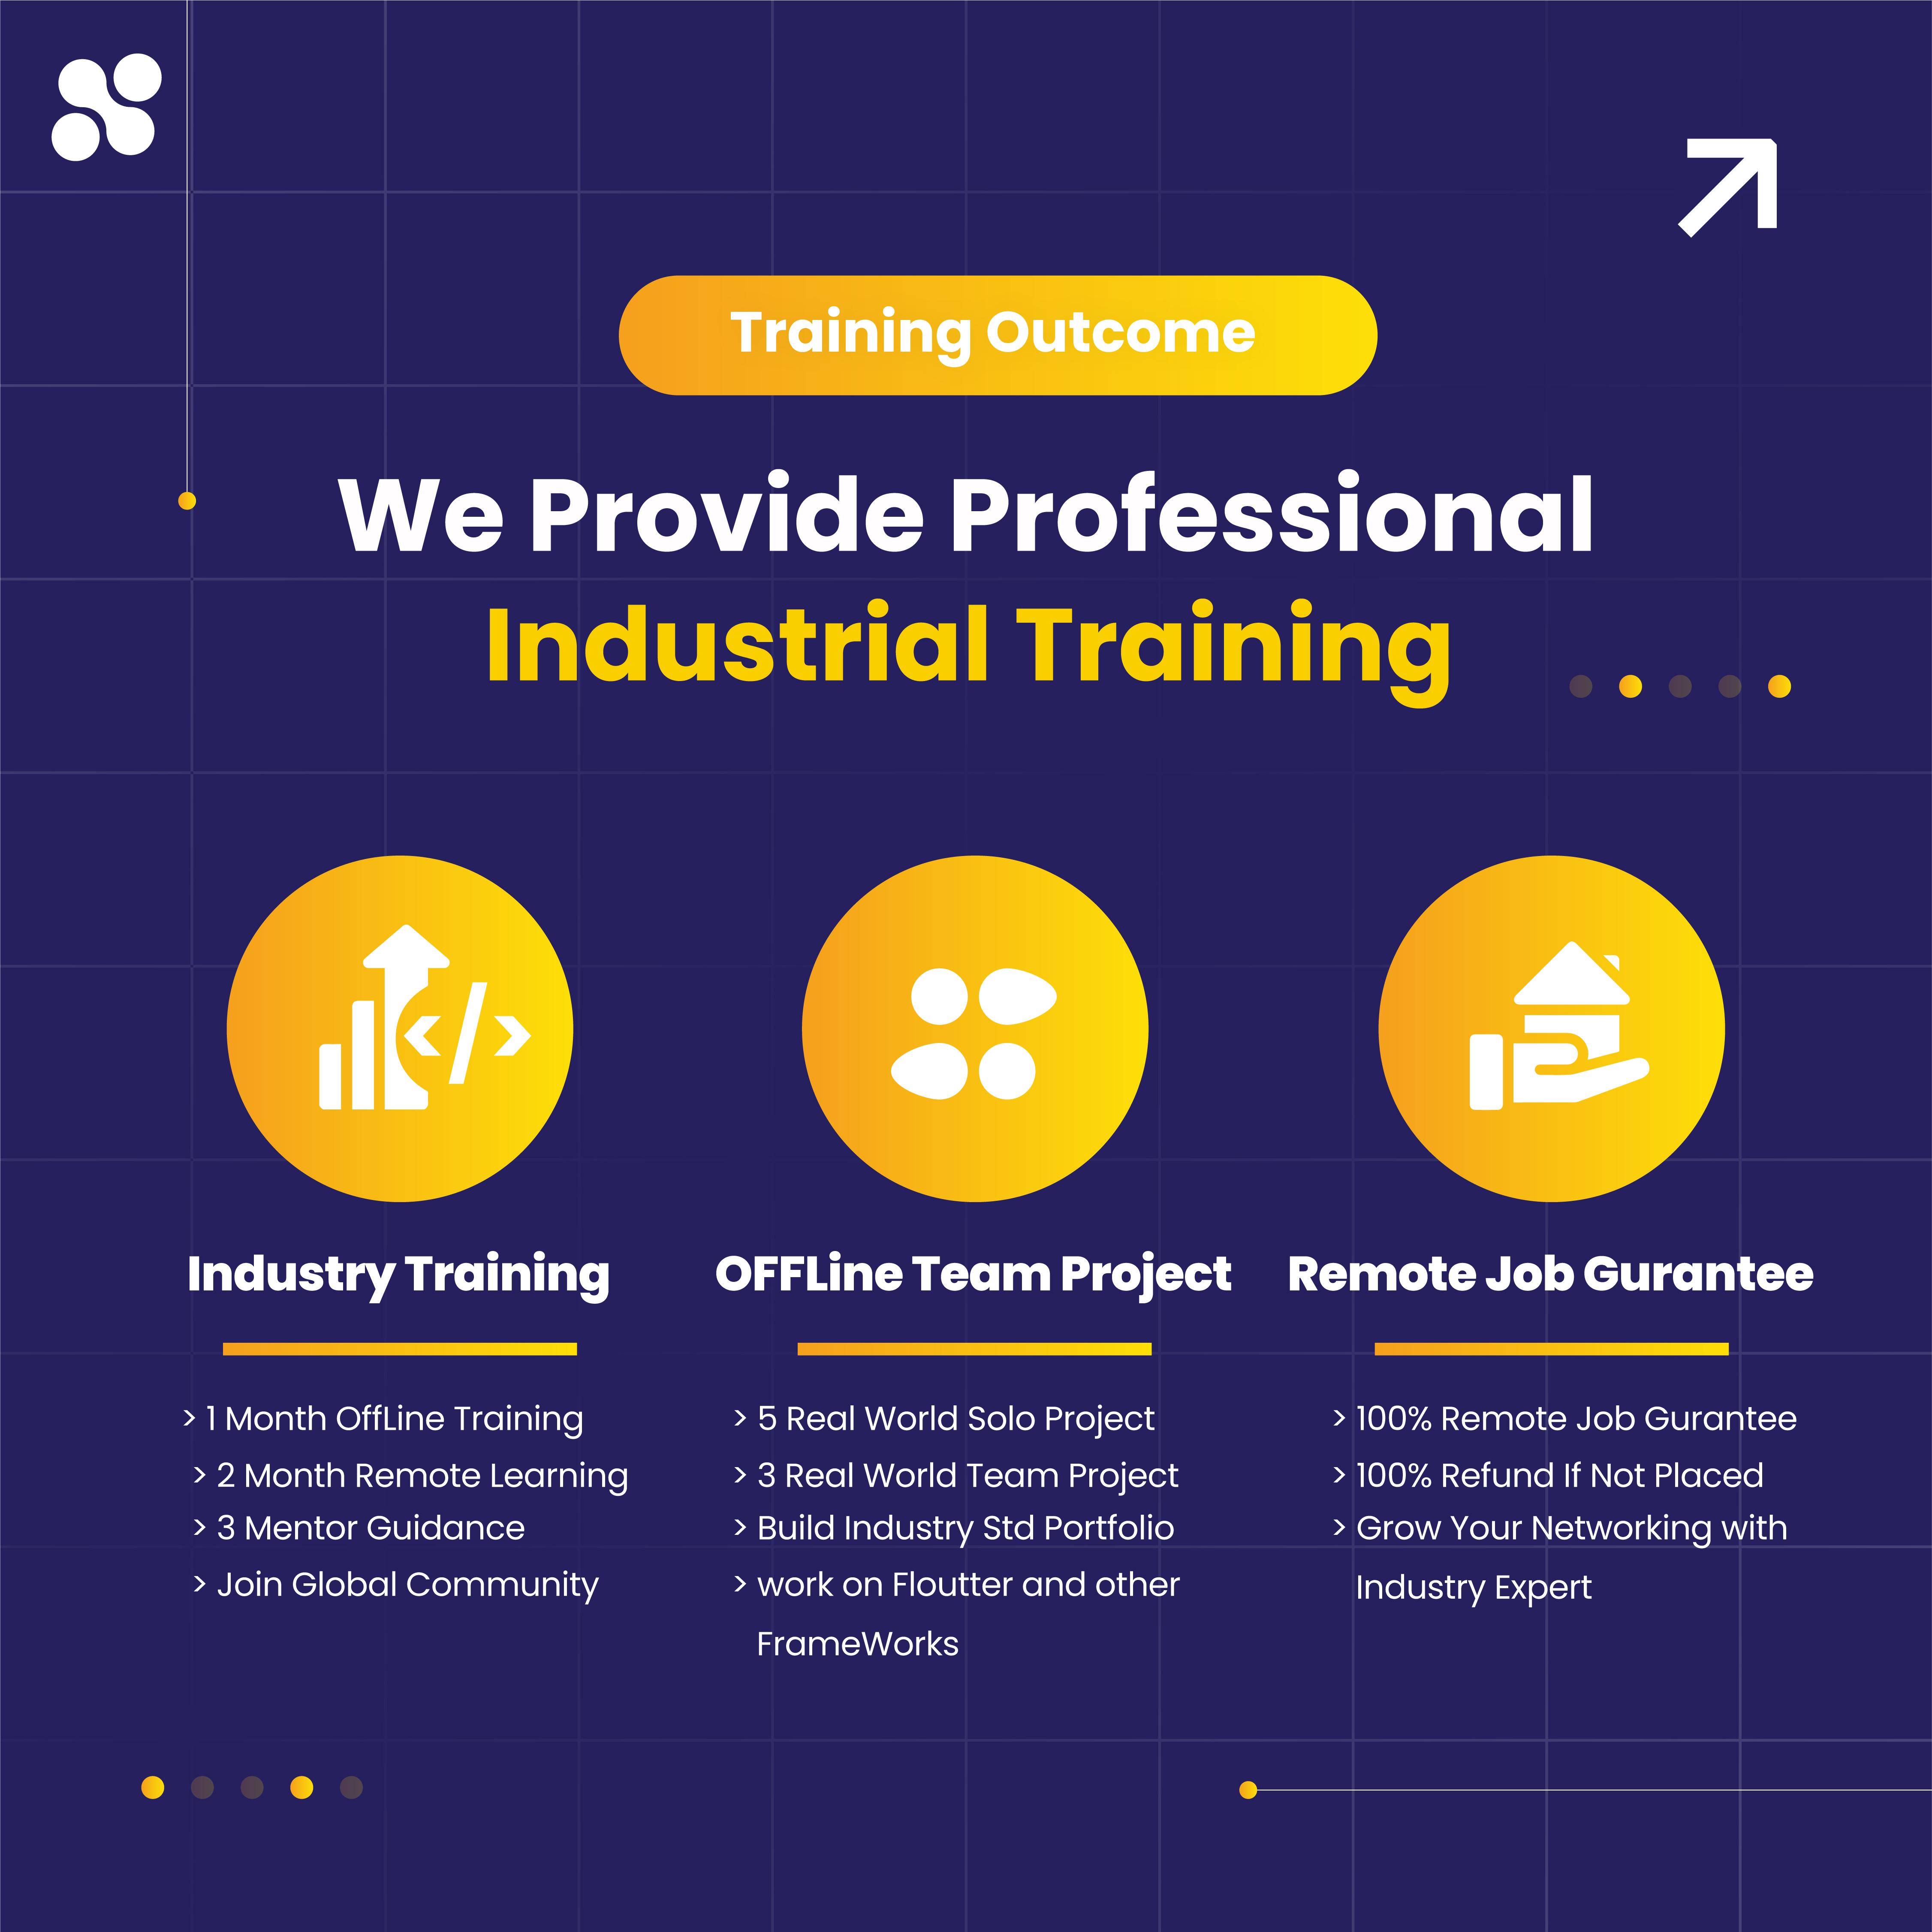 Training Outcome
We Provide Professional
Industrial Training
Industry Training
> 1 Month OffLine Training
> 2 Month Remote Learning
> 3 Mentor Guidance
> Join Global Community
OFFLine Team Project
> 5 Real World Solo Project
> 3 Real World Team Project
> Build Industry Std Portfolio
> work on Floutter and other
FrameWorks
Remote Job Gurantee
> 100% Remote Job Gurantee
> 100% Refund If Not Placed
> Grow Your Networking with
Industry Expert